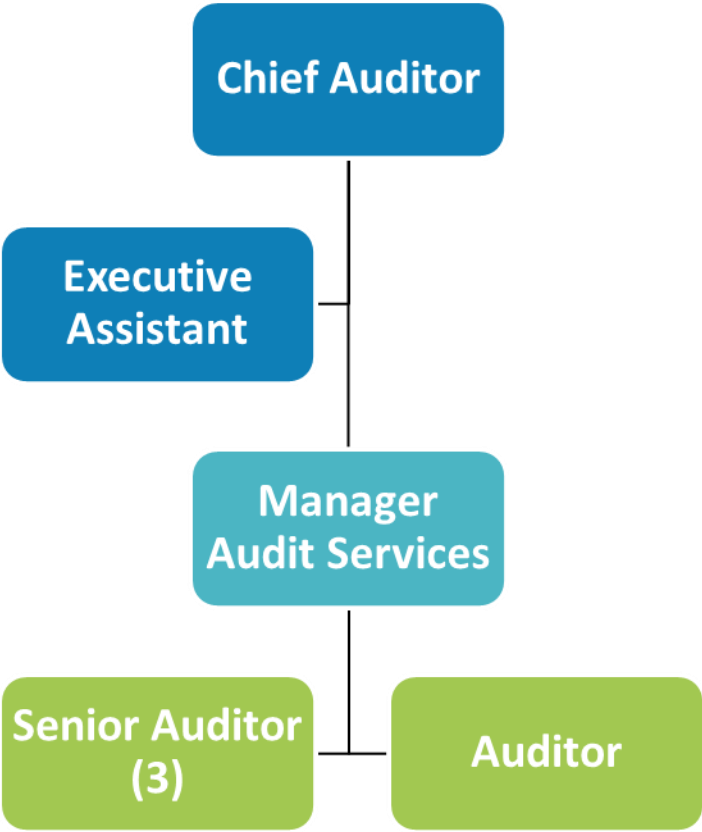 Chief Auditor
Executive
Assistant
Manager
Audit Services
Senior Auditor
(3)
Auditor